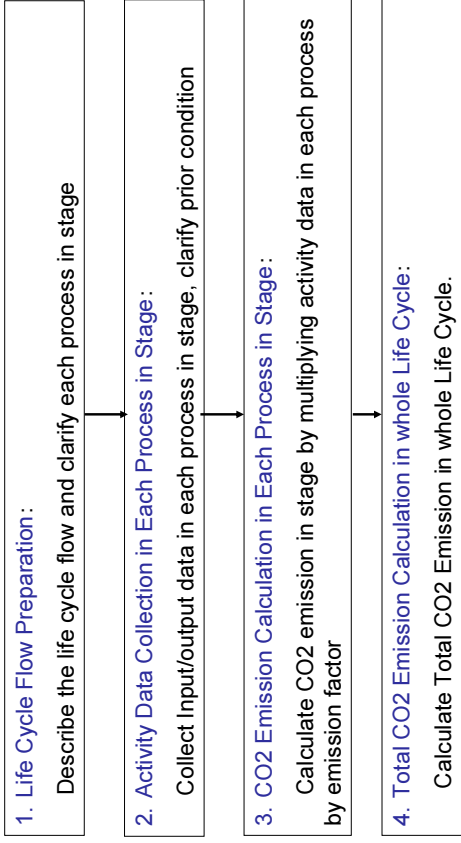 1. Life Cycle Flow Preparation:
Describe the life cycle flow and clarify each process in stage
2. Activity Data Collection in Each Process in Stage:
Collect Input/output data in each process in stage, clarify prior condition
3. CO2 Emission Calculation in Each Process in Stage:
Calculate CO2 emission in stage by multiplying activity data in each process
by emission factor
4. Total CO2 Emission Calculation in whole Life Cycle:
Calculate Total CO2 Emission in whole Life Cycle.